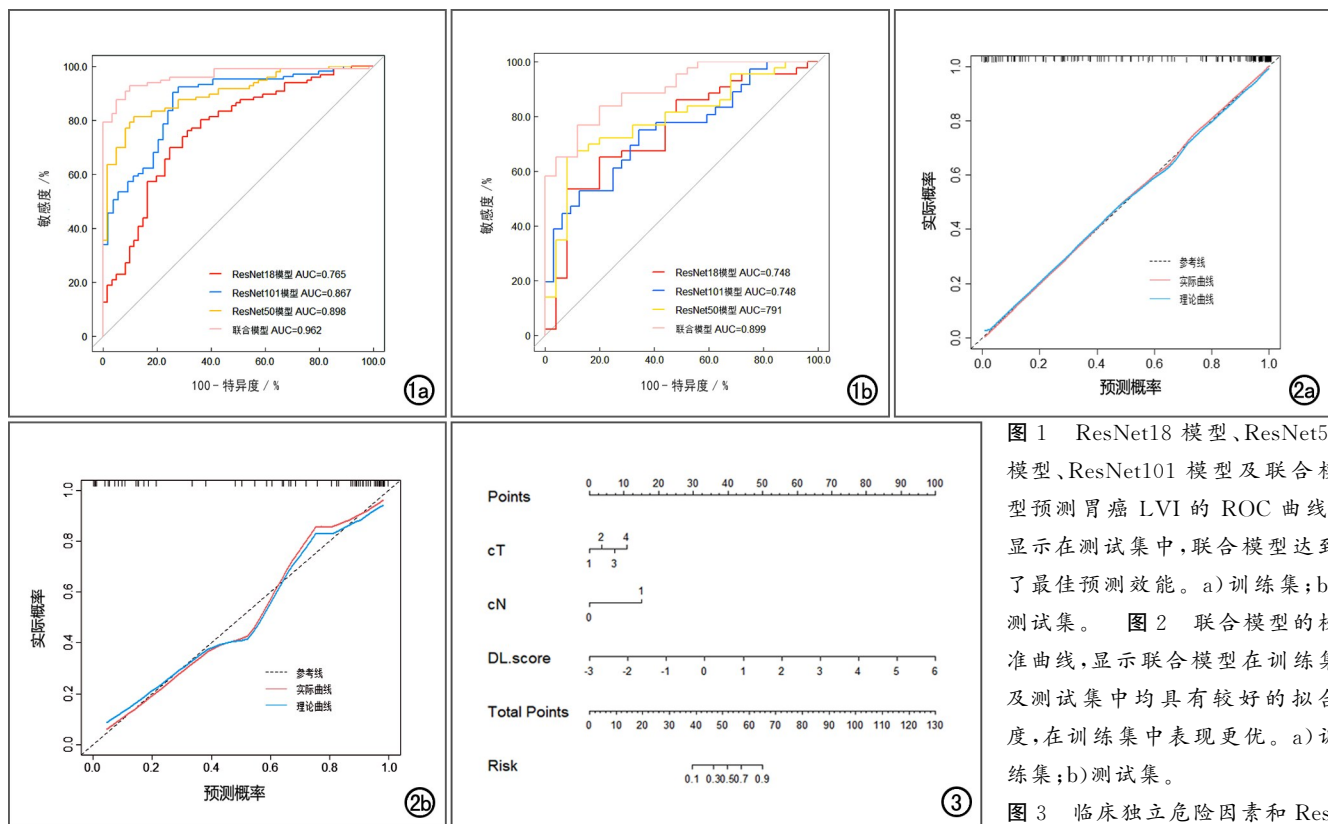 100.0
80.0
60.0
40.0
20.0
0
敏感度 / %
ResNet18模型 AUC=0.765
ResNet101模型 AUC=0.867
ResNet50模型 AUC=0.898
联合模型 AUC=0.962
0 20.0 40.0 60.0 80.0 100.0
100-特异度 / %
1a
100.0
80.0
60.0
40.0
20.0
0
敏感度 / %
ResNet18模型 AUC=0.748
ResNet101模型 AUC=0.748
ResNet50模型 AUC=791
联合模型 AUC=0.899
0 20.0 40.0 60.0 80.0 100.0
100-特异度 / %
1b
1.0
0.8
0.6
0.4
0.2
0.0
实际概率
参考线
实际曲线
理论曲线
0.0 0.2 0.4 0.6 0.8 1.0
预测概率
2a
1.0
0.8
0.6
0.4
0.2
0.0
实际概率
参考线
实际曲线
理论曲线
0.0 0.2 0.4 0.6 0.8 1.0
预测概率
2b
Points 0 10 20 30 40 50 60 70 80 90 100
2 4
cT
1 3
1
cN
0
DL.score
-3 -2 -1 0 1 2 3 4 5 6
Total Points
0 10 20 30 40 50 60 70 80 90 100 110 120 130
Risk
0.1 0.30.50.7 0.9
3
图 1 ResNet18 模型、ResNet5
模型、ResNet101 模型及联合模
型预测胃癌 LVI 的 ROC 曲线
显示在测试集中,联合模型达到
了最佳预测效能。a)训练集;b
测试集。 图 2 联合模型的校
准曲线,显示联合模型在训练集
及测试集中均具有较好的拟合
度,在训练集中表现更优。a)训
练集;b)测试集。
图 3 临床独立危险因素和 Res